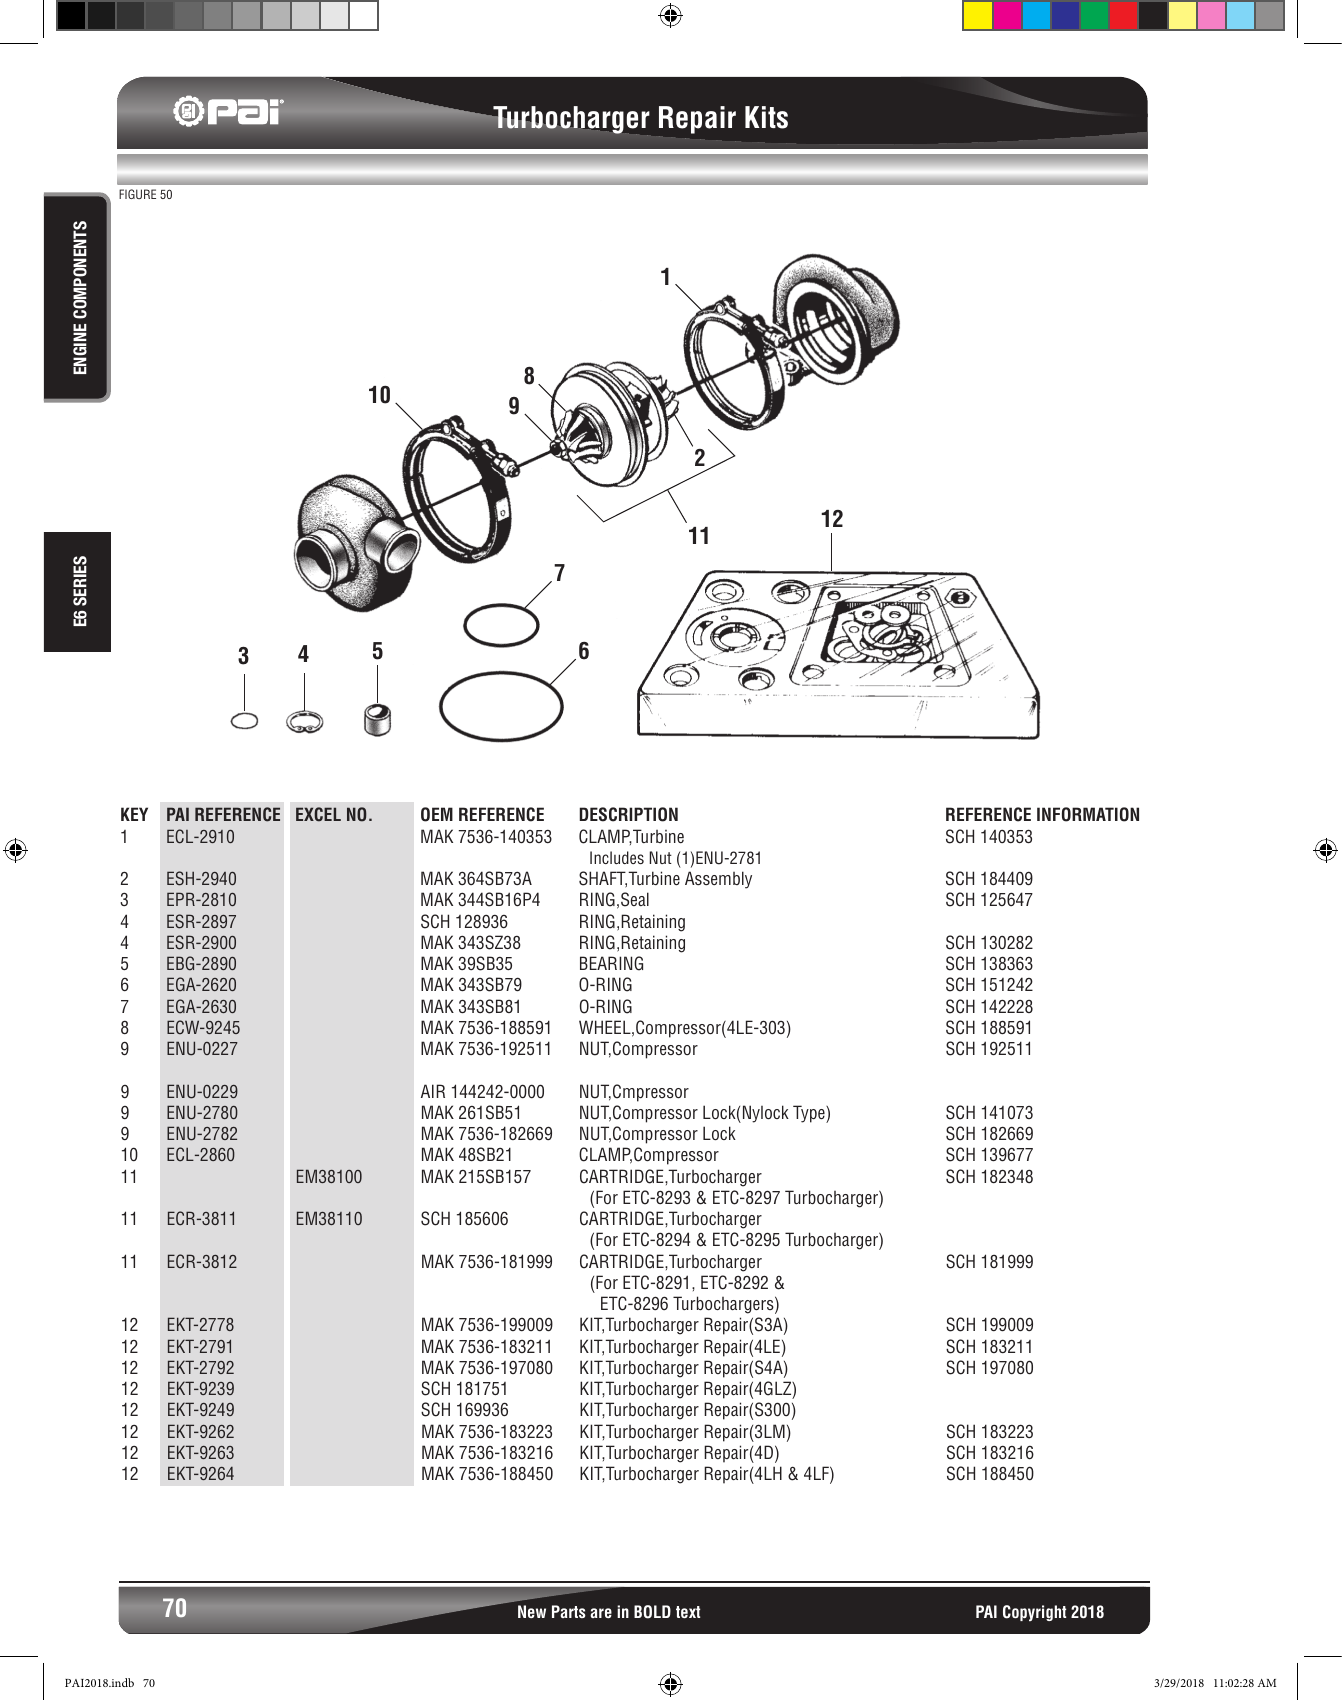 PAI
Turbocharger Repair Kits
FIGURE 50
ENGINE COMPONENTS
E6 SERIES
1
8
10
9
2
12
11
7
3 4 5 6
KEY PAI REFERENCE EXCEL NO. OEM REFERENCE DESCRIPTION REFERENCE INFORMATION
1 ECL-2910 MAK 7536-140353 CLAMP,Turbine SCH 140353
Includes Nut (1)ENU-2781
2 ESH-2940 MAK 364SB73A SHAFT,Turbine Assembly SCH 184409
3 EPR-2810 MAK 344SB16P4 RING,Seal SCH 125647
4 ESR-2897 SCH 128936 RING,Retaining
4 ESR-2900 MAK 343SZ38 RING,Retaining SCH 130282
5 EBG-2890 MAK 39SB35 BEARING SCH 138363
6 EGA-2620 MAK 343SB79 O-RING SCH 151242
7 EGA-2630 MAK 343SB81 O-RING SCH 142228
8 ECW-9245 MAK 7536-188591 WHEEL,Compressor(4LE-303) SCH 188591
9 ENU-0227 MAK 7536-192511 NUT,Compressor SCH 192511
9 ENU-0229 AIR 144242-0000 NUT,Cmpressor
9 ENU-2780 MAK 261SB51 NUT,Compressor Lock(Nylock Type) SCH 141073
9 ENU-2782 MAK 7536-182669 NUT,Compressor Lock SCH 182669
10 ECL-2860 MAK 48SB21 CLAMP,Compressor SCH 139677
11 EM38100 MAK 215SB157 CARTRIDGE,Turbocharger SCH 182348
(For ETC-8293 & ETC-8297 Turbocharger)
11 ECR-3811 EM38110 SCH 185606 CARTRIDGE,Turbocharger
(For ETC-8294 & ETC-8295 Turbocharger)
11 ECR-3812 MAK 7536-181999 CARTRIDGE,Turbocharger SCH 181999
(For ETC-8291, ETC-8292 &
ETC-8296 Turbochargers)
12 EKT-2778 MAK 7536-199009 KIT,Turbocharger Repair(S3A) SCH 199009
12 EKT-2791 MAK 7536-183211 KIT,Turbocharger Repair(4LE) SCH 183211
12 EKT-2792 MAK 7536-197080 KIT,Turbocharger Repair(S4A) SCH 197080
12 EKT-9239 SCH 181751 KIT,Turbocharger Repair(4GLZ)
12 EKT-9249 SCH 169936 KIT,Turbocharger Repair(S300)
12 EKT-9262 MAK 7536-183223 KIT,Turbocharger Repair(3LM) SCH 183223
12 EKT-9263 MAK 7536-183216 KIT,Turbocharger Repair(4D) SCH 183216
12 EKT-9264 MAK 7536-188450 KIT,Turbocharger Repair(4LH & 4LF) SCH 188450
70 New Parts are in BOLD text PAI Copyright 2018
PAI2018.indb 70 3/29/2018 11:02:28 AM